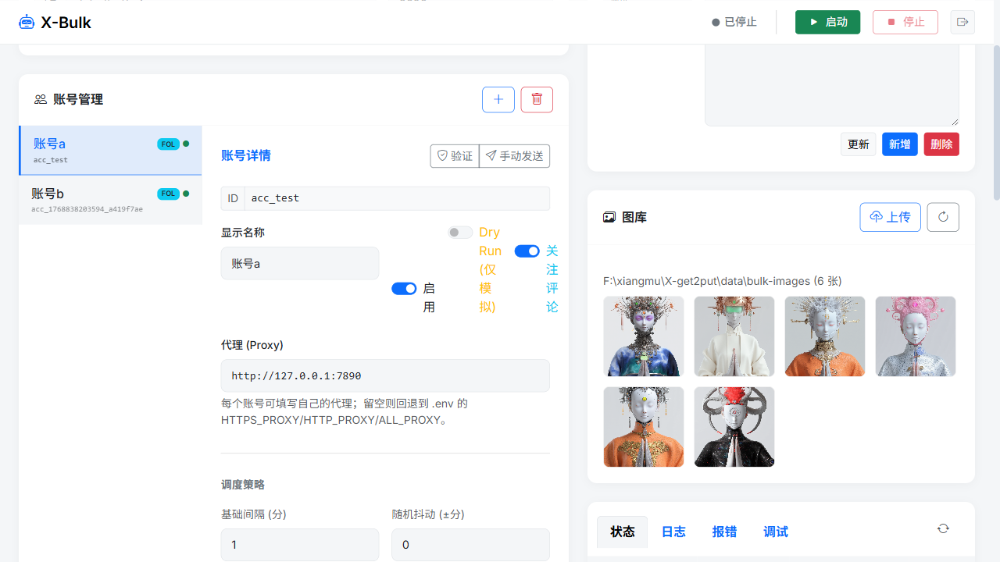 X-Bulk
已停止
启动
停止
账号管理
账号a
FOL
acc_test
账号b
FOL
acc_1768838203594_a419f7ae
账号详情
验证
手动发送
ID
acc_test
显示名称
账号a
启
用
Dry
Run
(仅
模
拟)
关
注
评
论
代理 (Proxy)
http://127.0.0.1:7890
每个账号可填写自己的代理；留空则回退到 .env 的
HTTPS_PROXY/HTTP_PROXY/ALL_PROXY。
调度策略
基础间隔 (分)
随机抖动 (±分)
1
0
更新
新增
删除
图库
上传
F:\xiangmu\X-get2put\data\bulk-images (6 张)
状态
日志
报错
调试